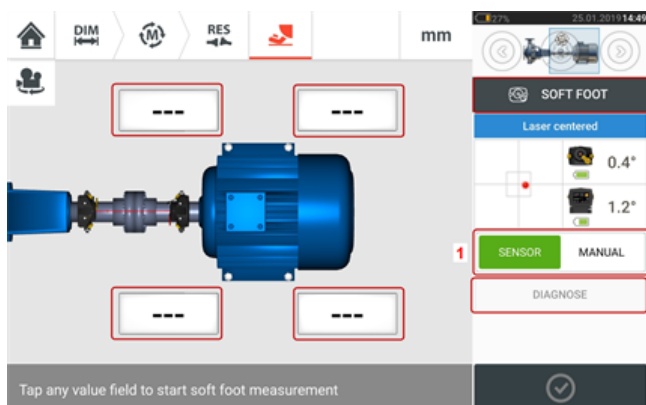 DIM
M
RES
mm
27%
25.01.2019 14:49
SOFT FOOT
Laser centered
0.4°
1.2°
1
SENSOR
MANUAL
DIAGNOSE
---
---
---
---
Tap any value field to start soft foot measurement